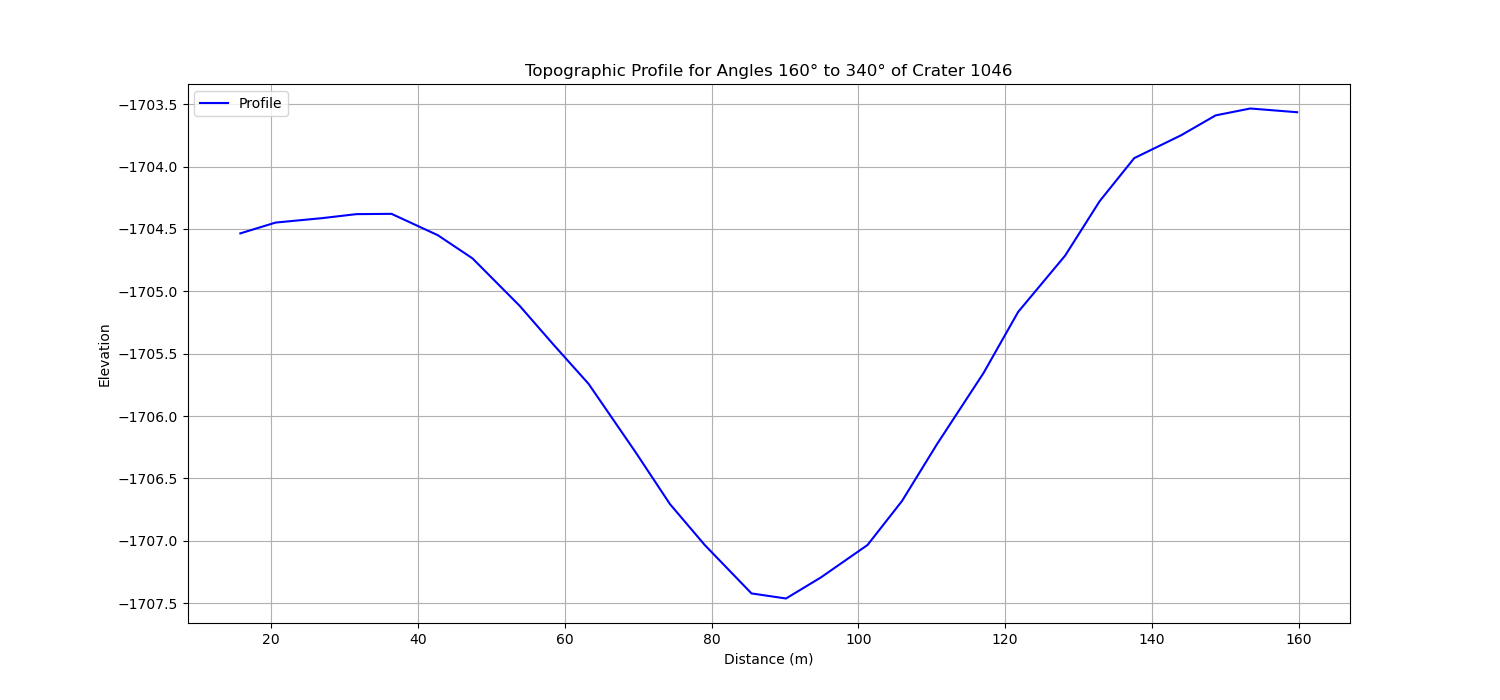 Topographic Profile for Angles 160° to 340° of Crater 1046
Profile
Elevation
−1703.5
−1704.0
−1704.5
−1705.0
−1705.5
−1706.0
−1706.5
−1707.0
−1707.5
20 40 60 80 100 120 140 160
Distance (m)